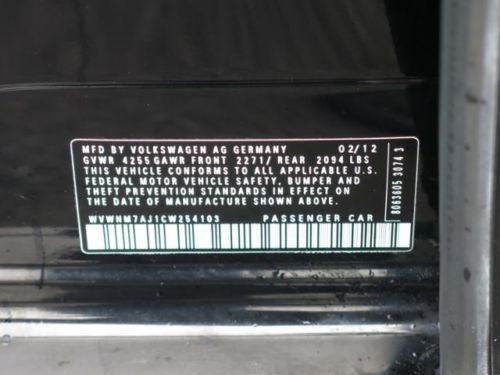 MFD BY VOLKSWAGEN AG GERMANY 02/12
GVWR 4255 GAWR FRONT 2271/ REAR 2094 LBS
THIS VEHICLE CONFORMS TO ALL APPLICABLE U.S.
FEDERAL MOTOR VEHICLE SAFETY, BUMPER AND
THEFT PREVENTION STANDARDS IN EFFECT ON
THE DATE OF MANUFACTURE SHOWN ABOVE.
WVWNM7AJ1CW254103 PASSENGER CAR
8063605 3074 3